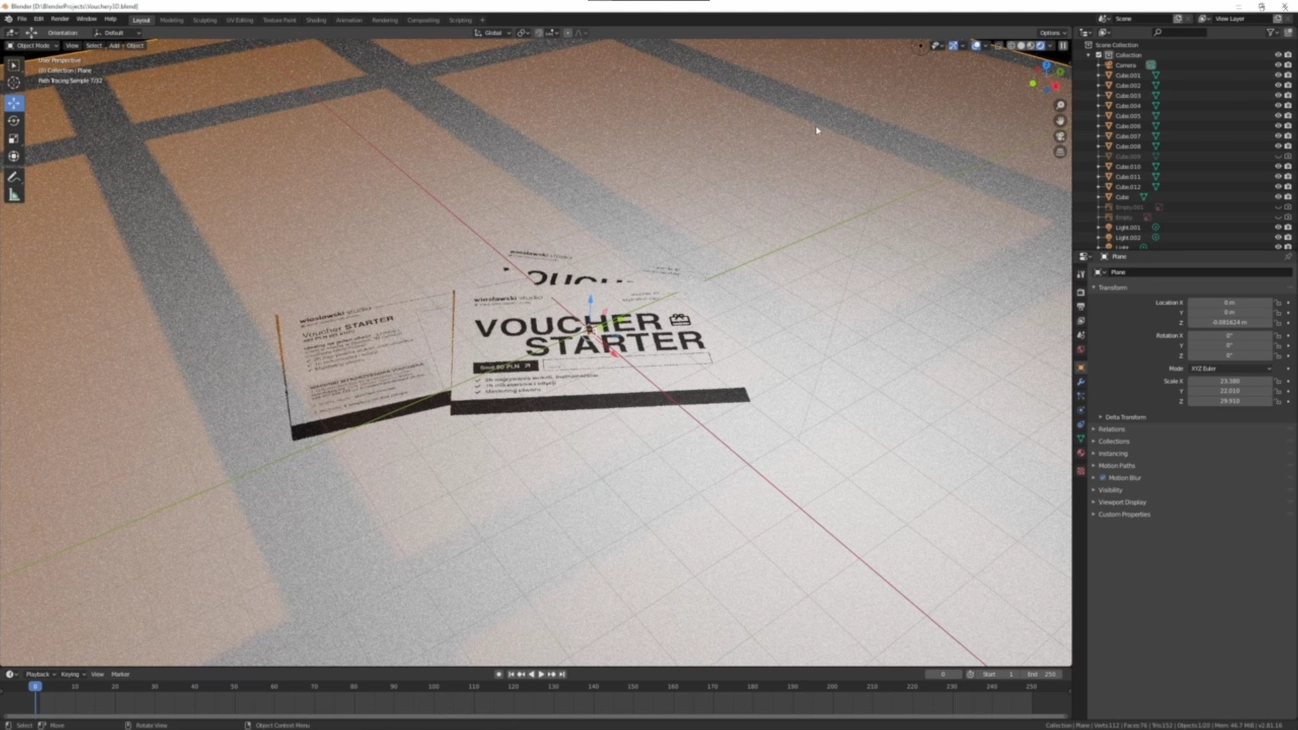 Blender [D:\BlenderProjects\Vouchery3D.blend]
File Edit Render Window Help
Layout Modeling Sculpting UV Editing Texture Paint Shading Animation Rendering Compositing Scripting +
Scene View Layer
Orientation: Default Global Options
Object Mode View Select Add Object
User Perspective
(0) Collection | Plane
Path Tracing Sample 7/32
Scene Collection
Collection
Camera
Cube.001
Cube.002
Cube.003
Cube.004
Cube.005
Cube.006
Cube.007
Cube.008
Cube.009
Cube.010
Cube.011
Cube.012
Cube
Empty.001
Empty
Light.001
Light.002
Light
Plane
Plane
Transform
Location X 0 m
Y 0 m
Z -0.081624 m
Rotation X 0°
Y 0°
Z 0°
Mode XYZ Euler
Scale X 23.380
Y 22.010
Z 29.910
Delta Transform
Relations
Collections
Instancing
Motion Paths
Motion Blur
Visibility
Viewport Display
Custom Properties
wieslawski studio
VOUCHER
wieslawski studio
Voucher STARTER
wieslawski studio
VOUCHER
STARTER
Playback Keying View Marker
0 Start 1 End 250
0 10 20 30 40 50 60 70 80 90 100 110 120 130 140 150 160 170 180 190 200 210 220 230 240 250
Select Move Rotate View Object Context Menu
Collection | Plane | Verts:112 | Faces:76 | Tris:152 | Objects:1/20 | Mem: 46.7 MiB | v2.81.16